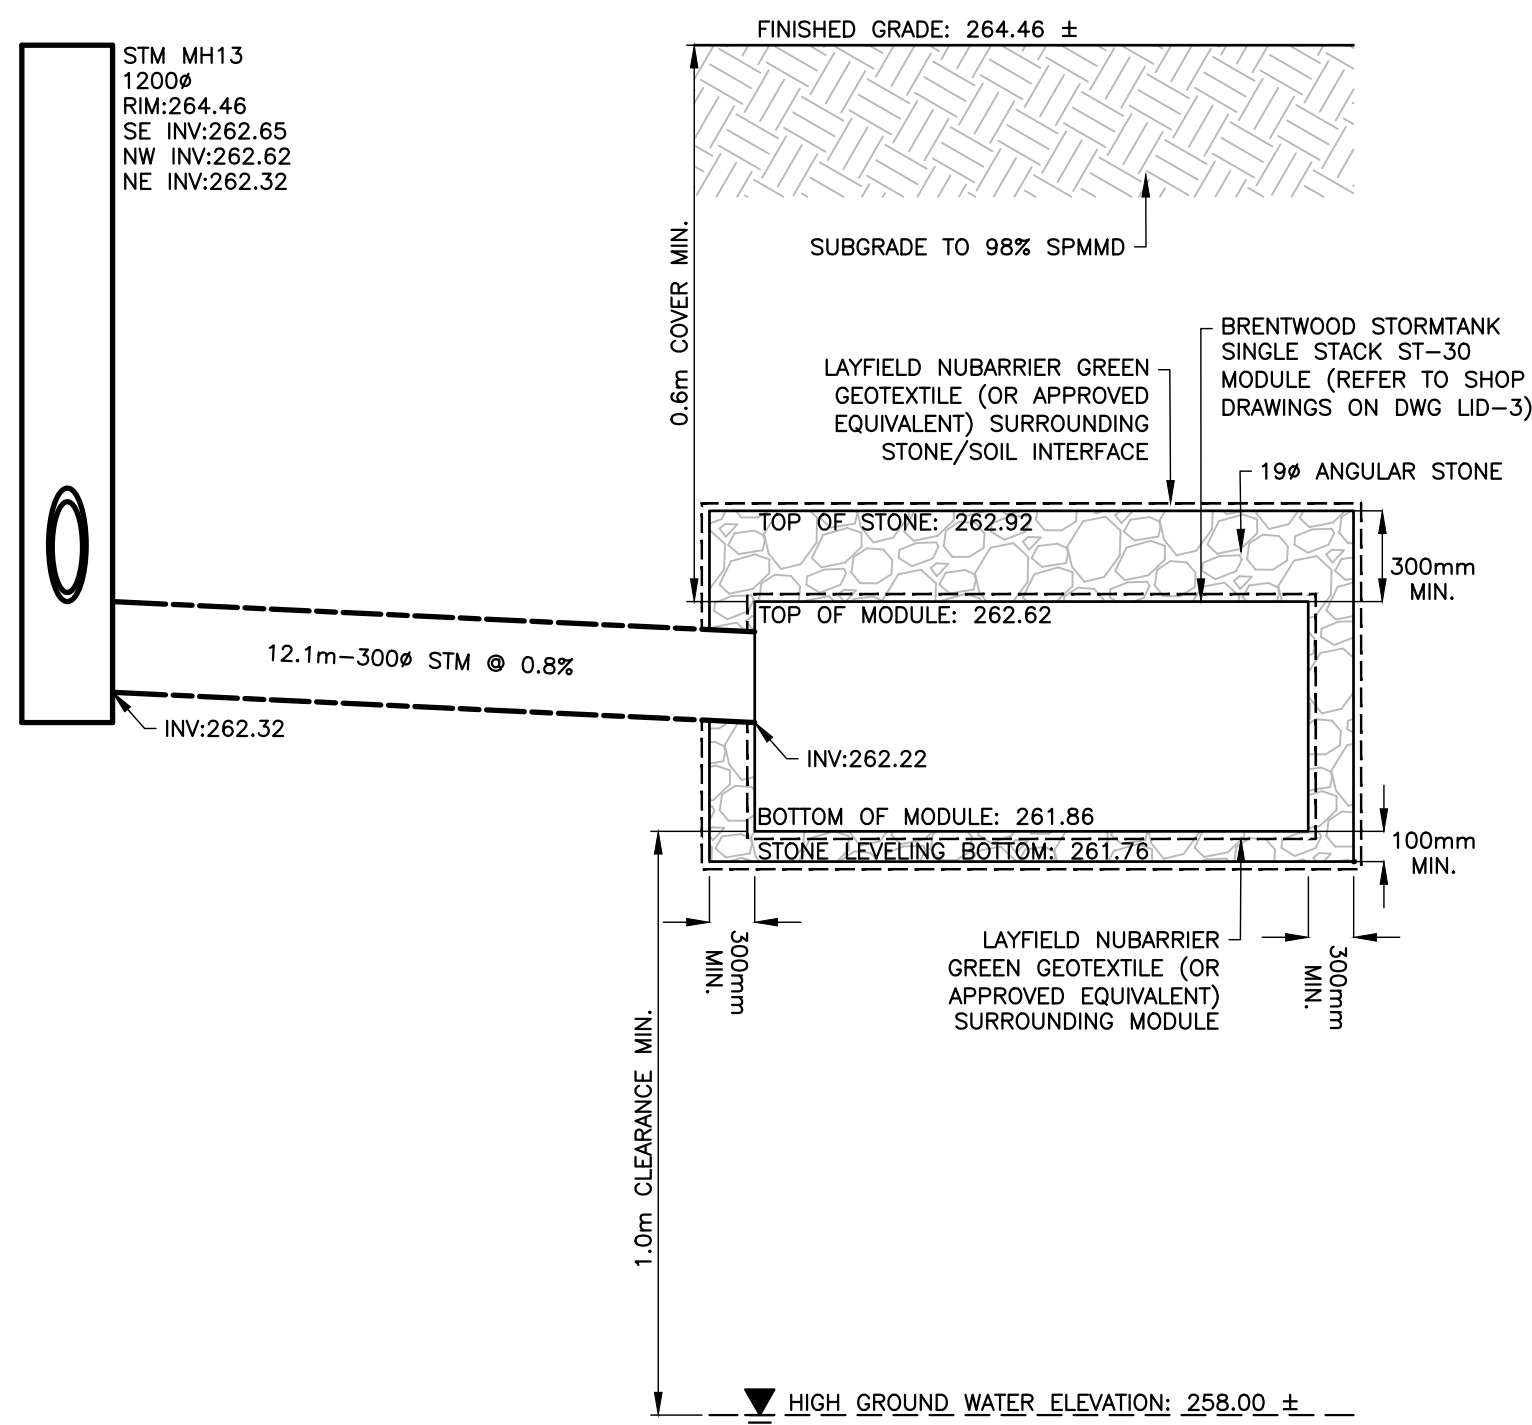 FINISHED GRADE: 264.46 ±
STM MH13
1200ø
RIM:264.46
SE INV:262.65
NW INV:262.62
NE INV:262.32
0.6m COVER MIN.
SUBGRADE TO 98% SPMMD
BRENTWOOD STORMTANK
SINGLE STACK ST-30
MODULE (REFER TO SHOP
DRAWINGS ON DWG LID-3)
LAYFIELD NUBARRIER GREEN
GEOTEXTILE (OR APPROVED
EQUIVALENT) SURROUNDING
STONE/SOIL INTERFACE
19ø ANGULAR STONE
TOP OF STONE: 262.92
300mm
MIN.
TOP OF MODULE: 262.62
12.1m-300ø STM @ 0.8%
INV:262.32
INV:262.22
BOTTOM OF MODULE: 261.86
STONE LEVELING BOTTOM: 261.76
100mm
MIN.
300mm
MIN.
LAYFIELD NUBARRIER
GREEN GEOTEXTILE (OR
APPROVED EQUIVALENT)
SURROUNDING MODULE
300mm
MIN.
1.0m CLEARANCE MIN.
HIGH GROUND WATER ELEVATION: 258.00 ±